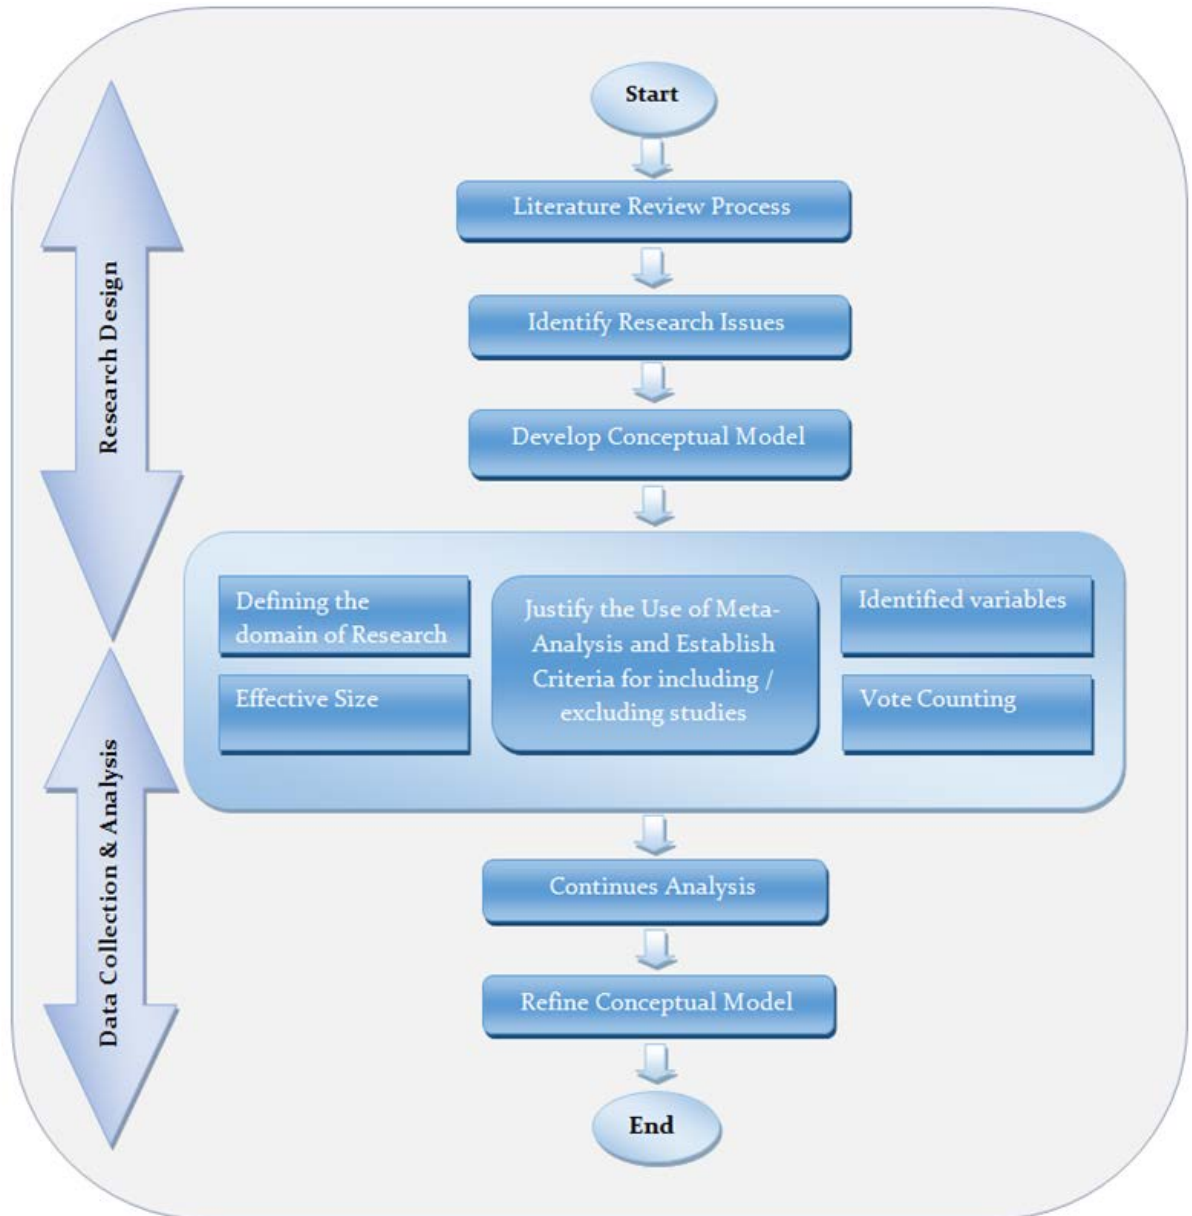 Start
Literature Review Process
Identify Research Issues
Develop Conceptual Model
Research Design
Defining the
domain of Research
Effective Size
Justify the Use of Meta-
Analysis and Establish
Criteria for including /
excluding studies
Identified variables
Vote Counting
Data Collection & Analysis
Continues Analysis
Refine Conceptual Model
End